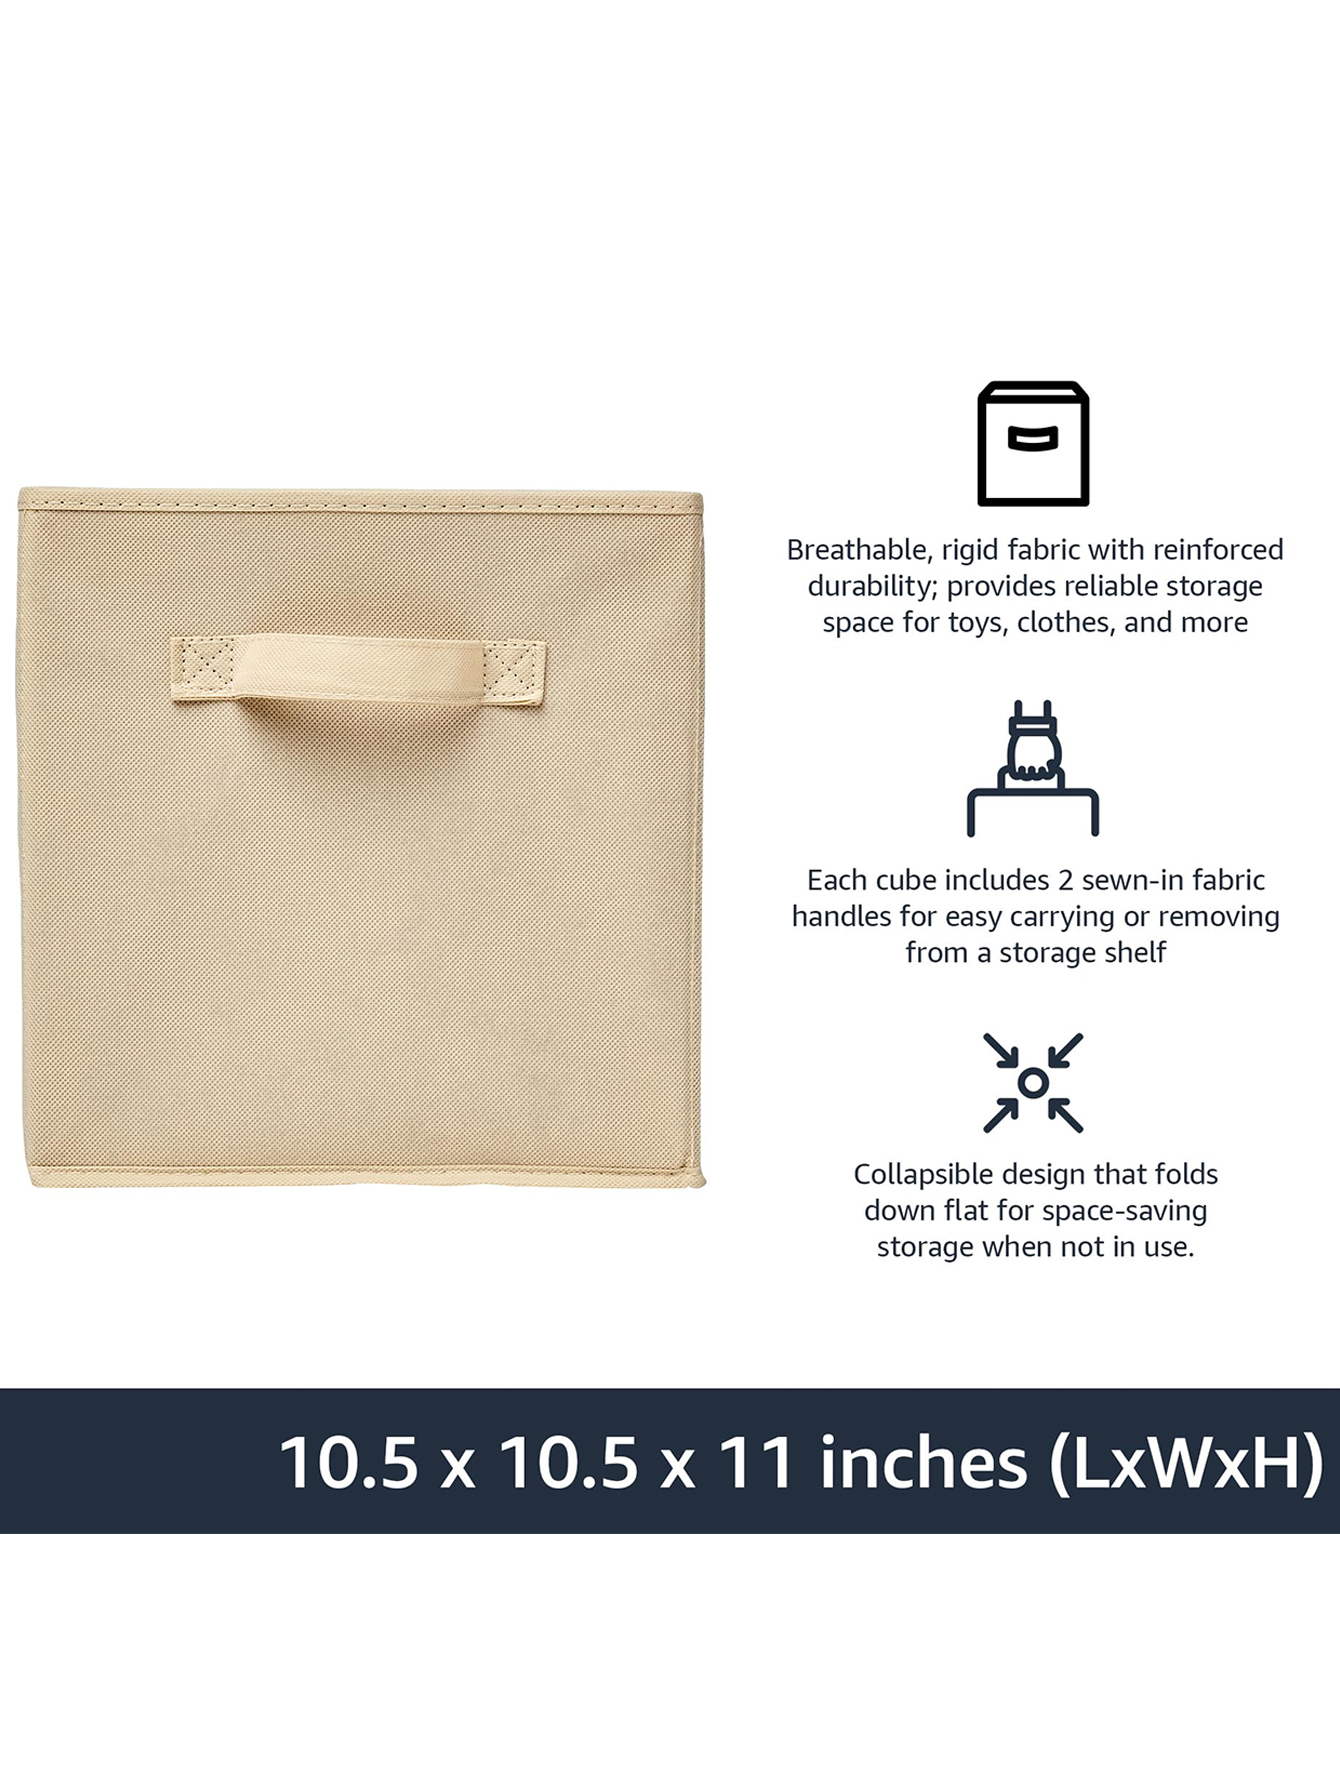 Breathable, rigid fabric with reinforced
durability; provides reliable storage
space for toys, clothes, and more
Each cube includes 2 sewn-in fabric
handles for easy carrying or removing
from a storage shelf
Collapsible design that folds
down flat for space-saving
storage when not in use.
10.5 x 10.5 x 11 inches (LxWxH)